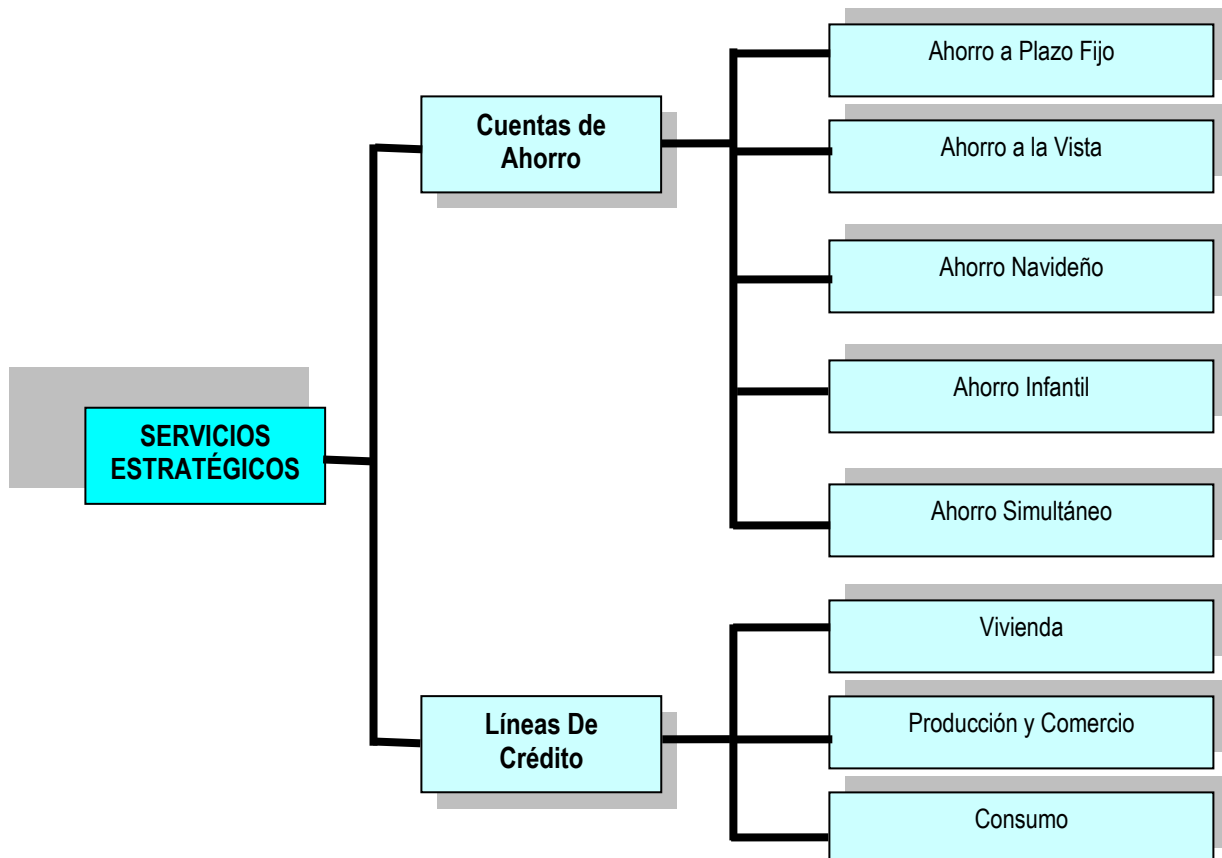 SERVICIOS
ESTRATÉGICOS
Cuentas de
Ahorro
Ahorro a Plazo Fijo
Ahorro a la Vista
Ahorro Navideño
Ahorro Infantil
Ahorro Simultáneo
Líneas De
Crédito
Vivienda
Producción y Comercio
Consumo